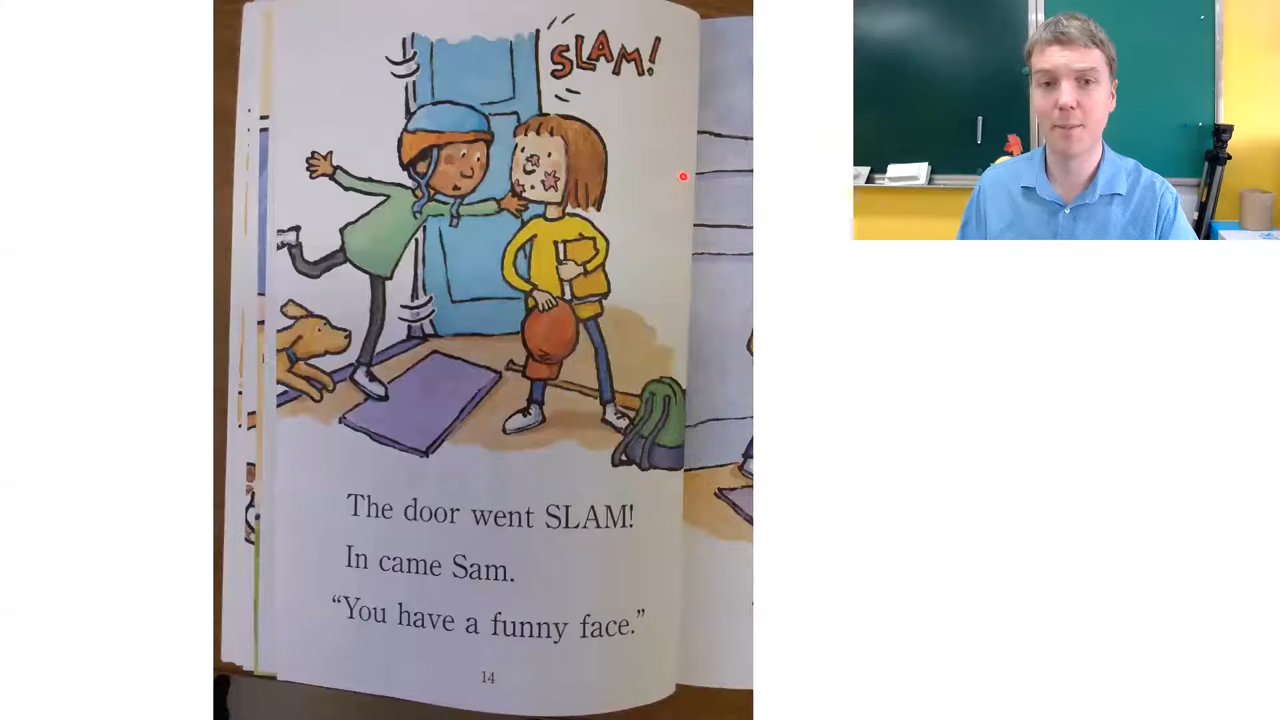 SLAM!
The door went SLAM!
In came Sam.
“You have a funny face.”
14